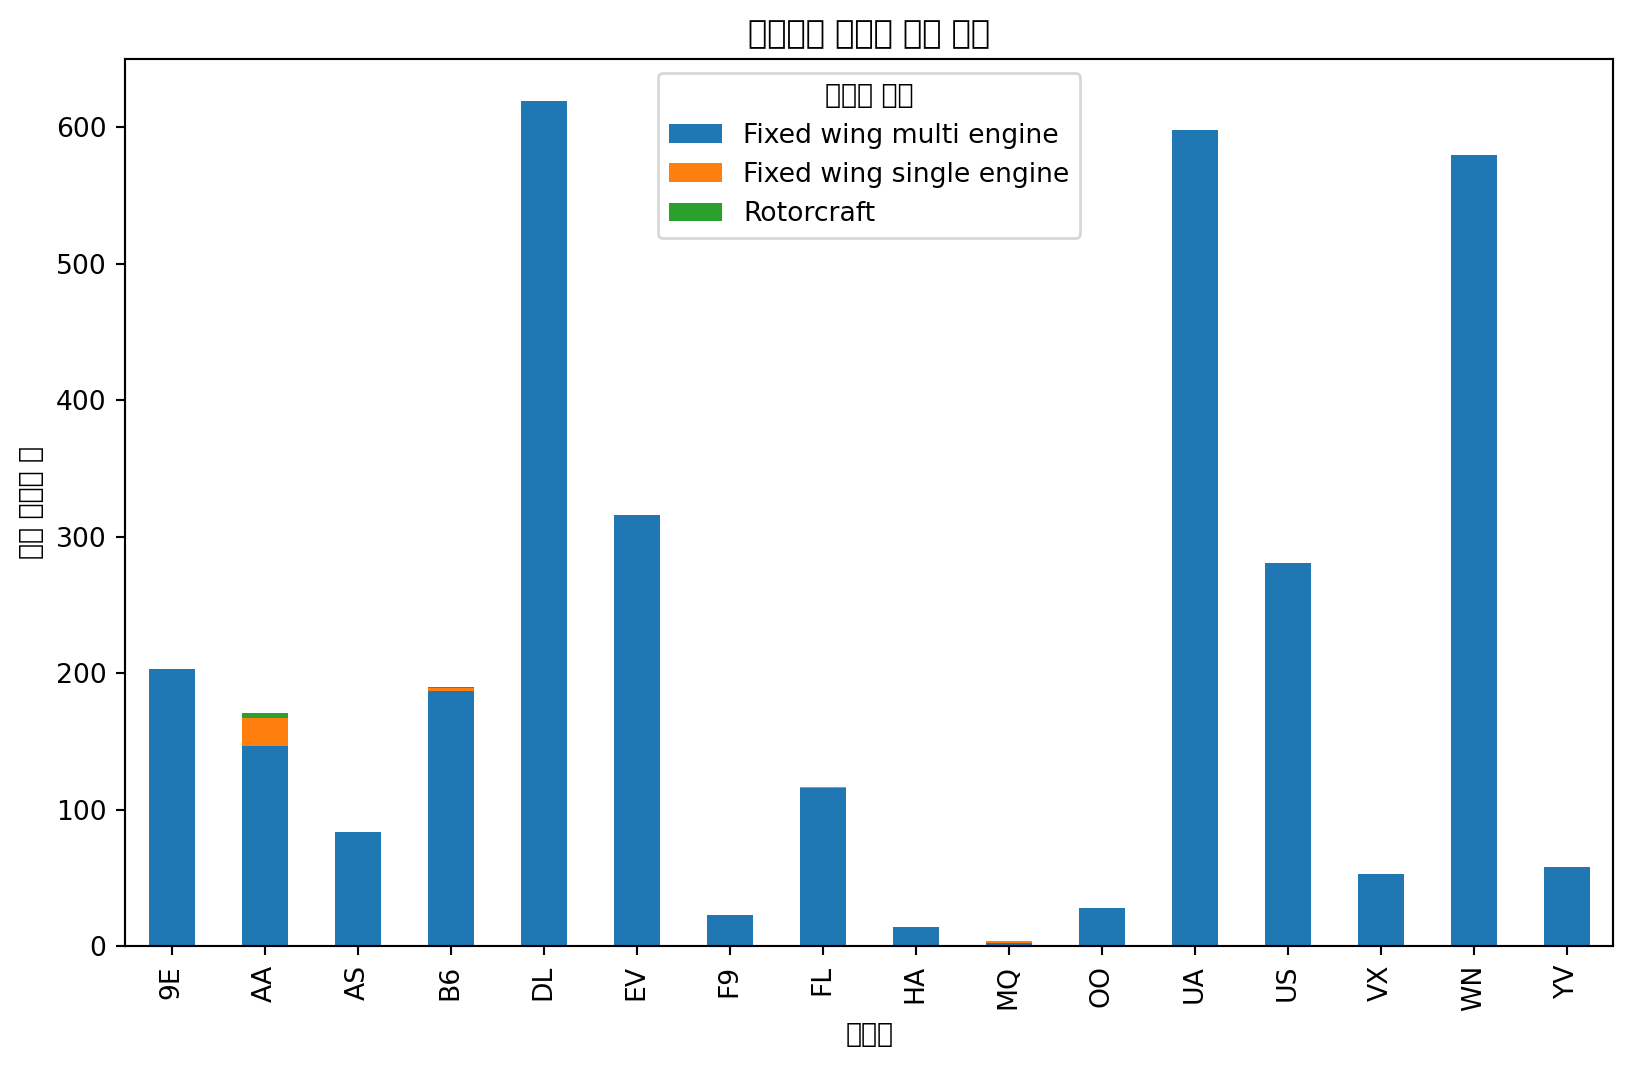 Fixed wing multi engine
Fixed wing single engine
Rotorcraft
600
500
400
300
200
100
0
9E AA AS B6 DL EV F9 FL HA MQ OO UA US VX WN YV